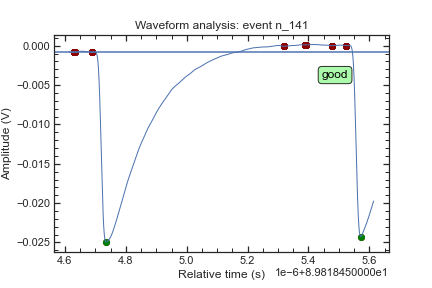 Waveform analysis: event n_141
Amplitude (V)
0.000
−0.005
−0.010
−0.015
−0.020
−0.025
good
4.6 4.8 5.0 5.2 5.4 5.6
Relative time (s)
1e−6+8.9818450000e1